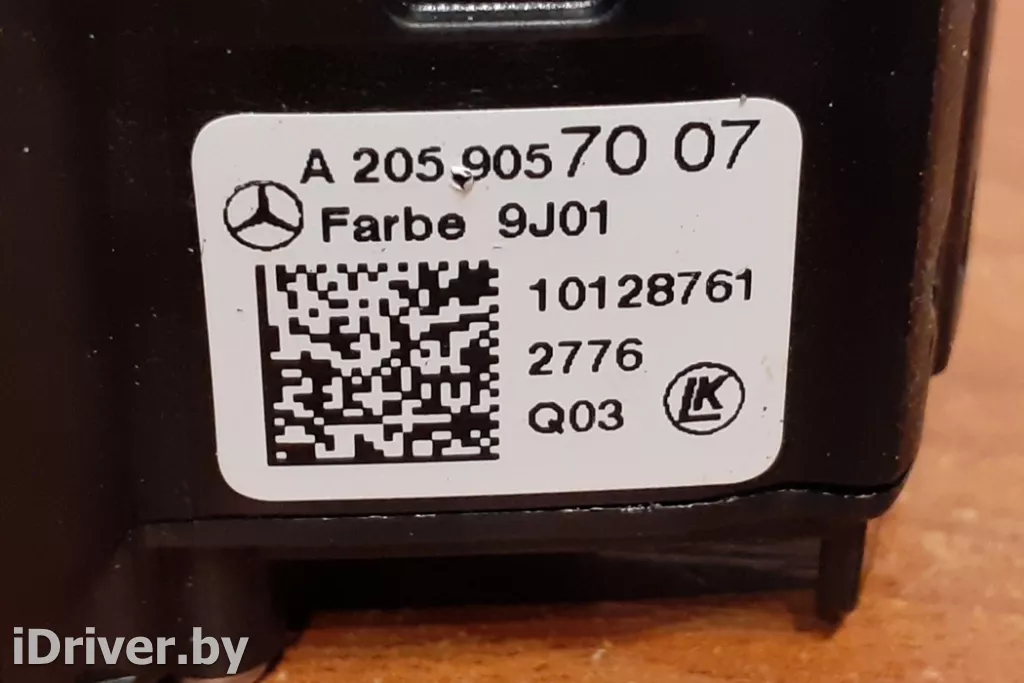 A 205 905 70 07
Farbe 9J01
10128761
2776
Q03
LK
iDriver.by